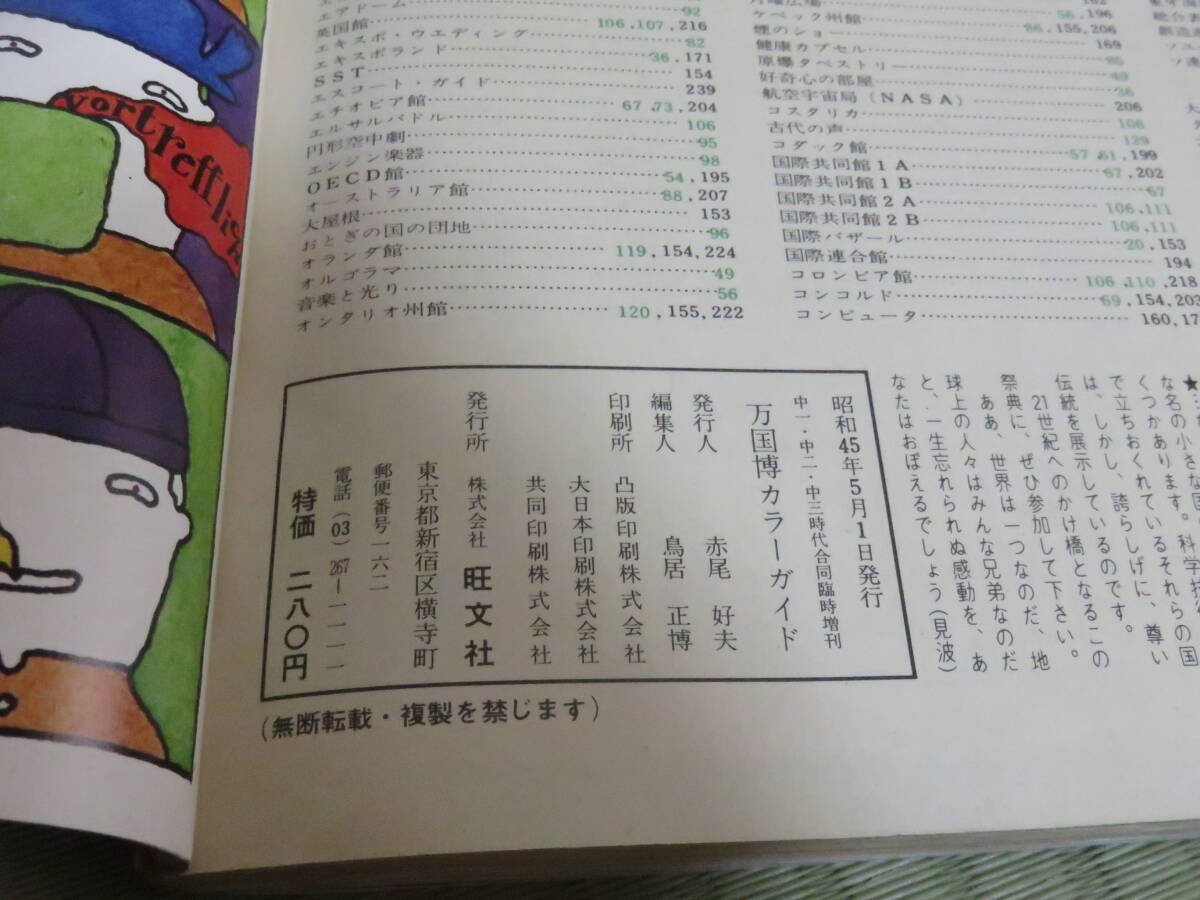 vortrefflich
エアドーム……92
英国館……106,107,216
エキスポ・ウエディング……82
エキスポランド……36,171
SST……154
エスコート・ガイド……239
エチオピア館……67,73,204
エルサルバドル……106
円形空中劇……95
エンジン楽器……98
OECD館……54,195
オーストラリア館……88,207
大屋根……153
おとぎの国の団地……96
オランダ館……119,154,224
オルゴラマ……49
音楽と光り……56
オンタリオ州館……120,155,222
月曜広場……162
ケベック州館……56,196
煙のショー……86,155,206
健康カプセル……169
原爆タペストリー……85
好奇心の部屋……49
航空宇宙局(NASA)……38
コスタリカ……206
古代の声……106
コダック館……129
国際共同館1A……57,61,199
国際共同館1B……67,202
国際共同館2A……67
国際共同館2B……106,111
国際バザール……106,111
国際連合館……20,153
コロンビア館……194
コンコルド……106,110,218
コンピュータ……69,154,203
160,17
昭和45年5月1日発行
中一・中二・中三時代合同臨時増刊
万国博カラーガイド
発行人 赤尾 好夫
編集人 鳥居 正博
印刷所 凸版印刷株式会社
大日本印刷株式会社
共同印刷株式会社
発行所 株式会社 旺文社
東京都新宿区横寺町
郵便番号一六二
電話(03)267―一一一一
特価 二八〇円
(無断転載・複製を禁じます)
な名の小さな国
くつかあります。科学技
で立ちおくれているそれらの国
は、しかし、誇らしげに、尊い
伝統を展示しているのです。
21世紀へのかけ橋となるこの
祭典に、ぜひ参加して下さい。
ああ、世界は一つなのだ、地
球上の人々はみんな兄弟なのだ
と、一生忘れられぬ感動を、あ
なたはおぼえるでしょう(見波)